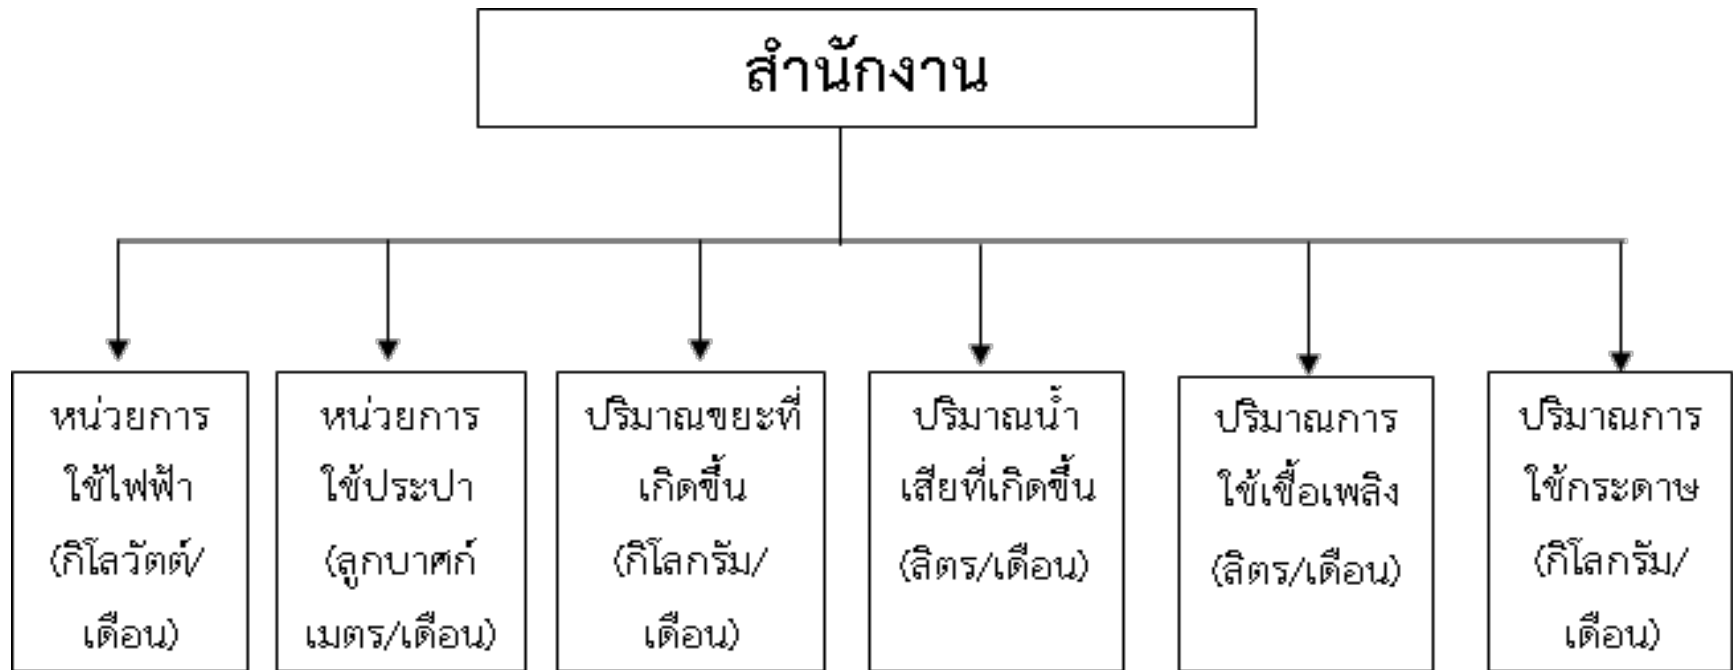 สำนักงาน
หน่วยการ
ใช้ไฟฟ้า
(กิโลวัตต์/
เดือน)
หน่วยการ
ใช้ประปา
(ลูกบาศก์
เมตร/เดือน)
ปริมาณขยะที่
เกิดขึ้น
(กิโลกรัม/
เดือน)
ปริมาณน้ำ
เสียที่เกิดขึ้น
(ลิตร/เดือน)
ปริมาณการ
ใช้เชื้อเพลิง
(ลิตร/เดือน)
ปริมาณการ
ใช้กระดาษ
(กิโลกรัม/
เดือน)